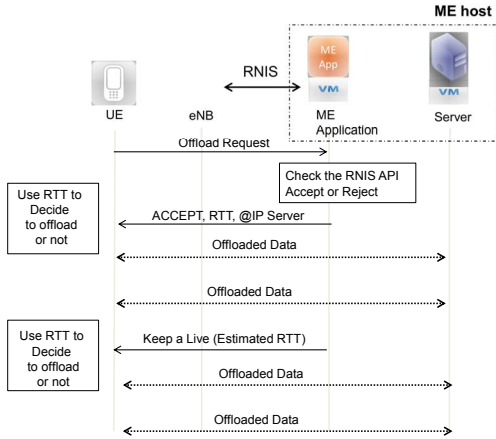 ME host
ME
App
RNIS
VM
VM
UE
eNB
ME
Application
Server
Offload Request
Check the RNIS API
Accept or Reject
Use RTT to
Decide
to offload
or not
ACCEPT, RTT, @IP Server
Offloaded Data
Offloaded Data
Use RTT to
Decide
to offload
or not
Keep a Live (Estimated RTT)
Offloaded Data
Offloaded Data